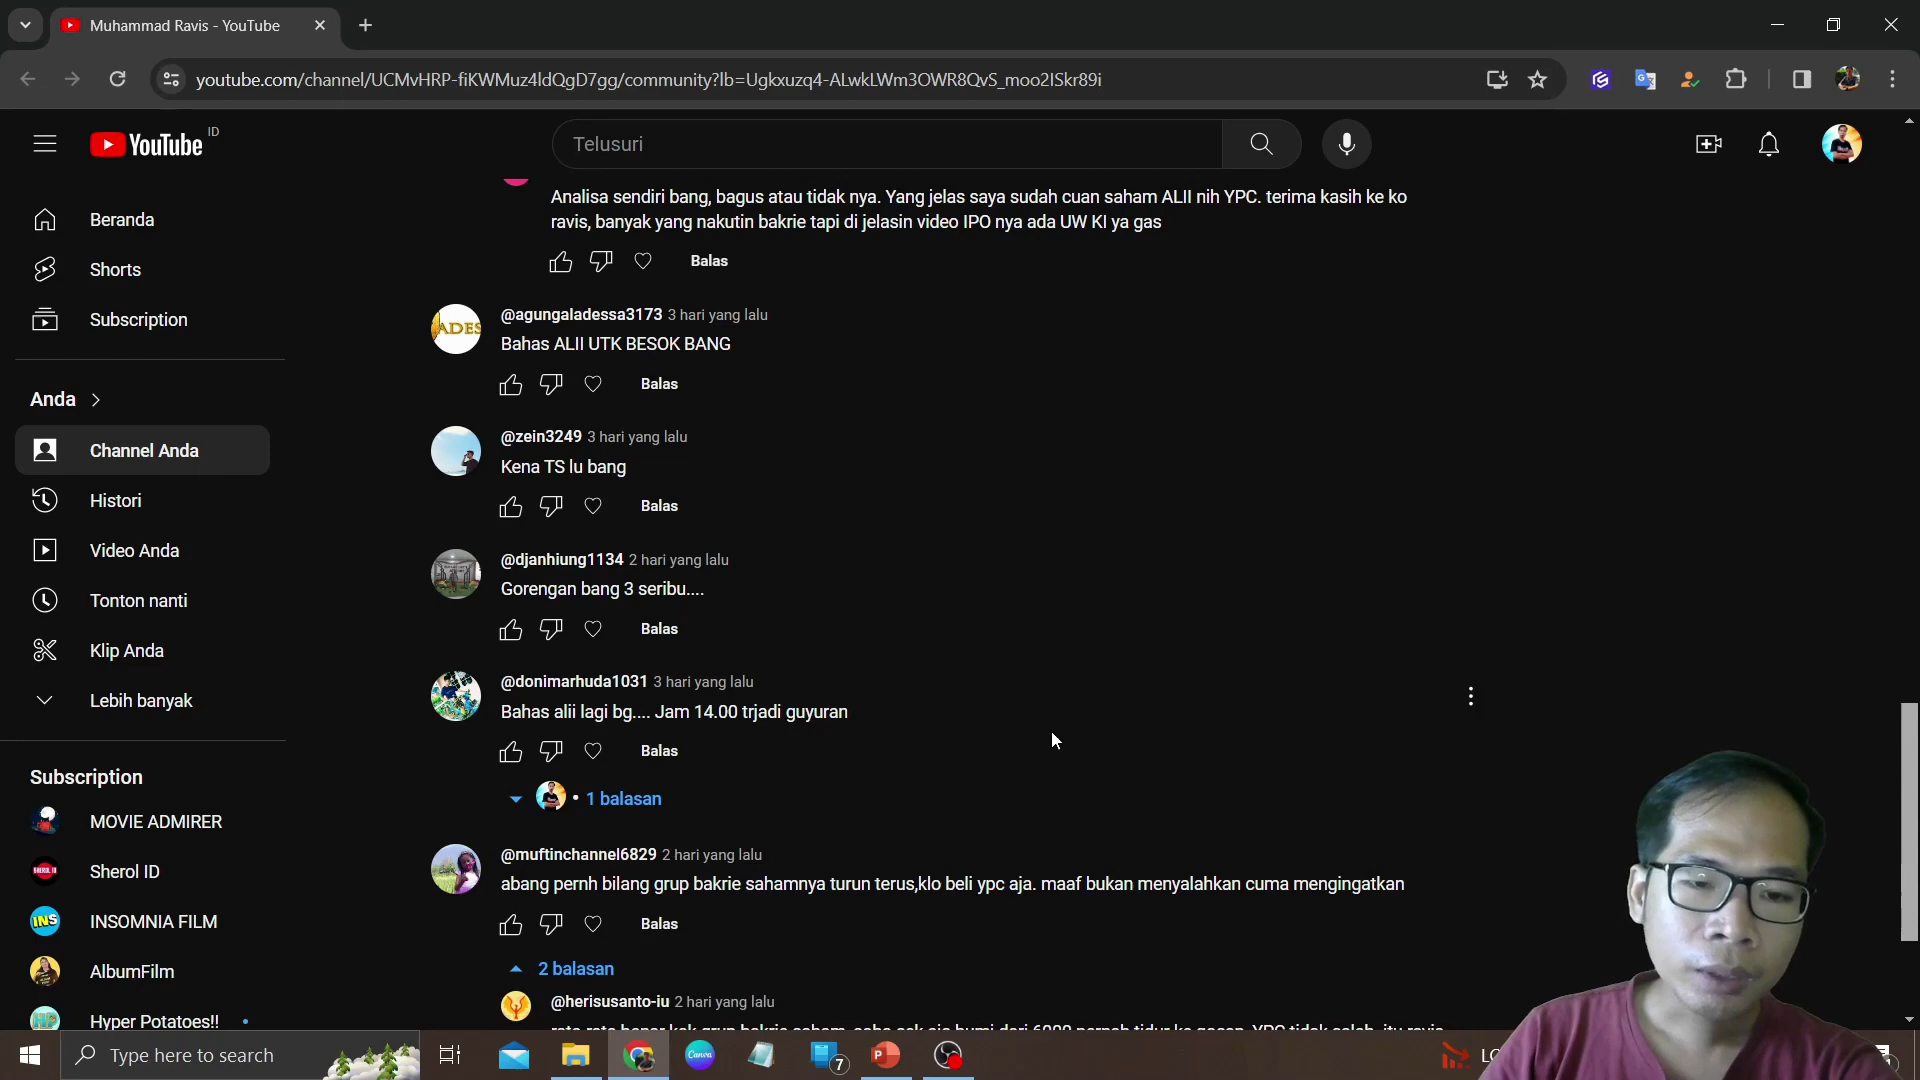 Muhammad Ravis - YouTube
youtube.com/channel/UCMvHRP-fiKWMuz4ldQgD7gg/community?lb=Ugkxuzq4-ALwkLWm3OWR8QvS_moo2ISkr89i
YouTube ID
Telusuri
Beranda
Shorts
Subscription
Anda
Channel Anda
Histori
Video Anda
Tonton nanti
Klip Anda
Lebih banyak
Subscription
MOVIE ADMIRER
Sherol ID
INSOMNIA FILM
AlbumFilm
Hyper Potatoes!!
Analisa sendiri bang, bagus atau tidak nya. Yang jelas saya sudah cuan saham ALII nih YPC. terima kasih ke ko
ravis, banyak yang nakutin bakrie tapi di jelasin video IPO nya ada UW KI ya gas
Balas
@agungaladessa3173 3 hari yang lalu
Bahas ALII UTK BESOK BANG
Balas
@zein3249 3 hari yang lalu
Kena TS lu bang
Balas
@djanhiung1134 2 hari yang lalu
Gorengan bang 3 seribu....
Balas
@donimarhuda1031 3 hari yang lalu
Bahas alii lagi bg.... Jam 14.00 trjadi guyuran
Balas
1 balasan
@muftinchannel6829 2 hari yang lalu
abang pernh bilang grup bakrie sahamnya turun terus,klo beli ypc aja. maaf bukan menyalahkan cuma mengingatkan
Balas
2 balasan
@herisusanto-iu 2 hari yang lalu
Type here to search
Canva
7